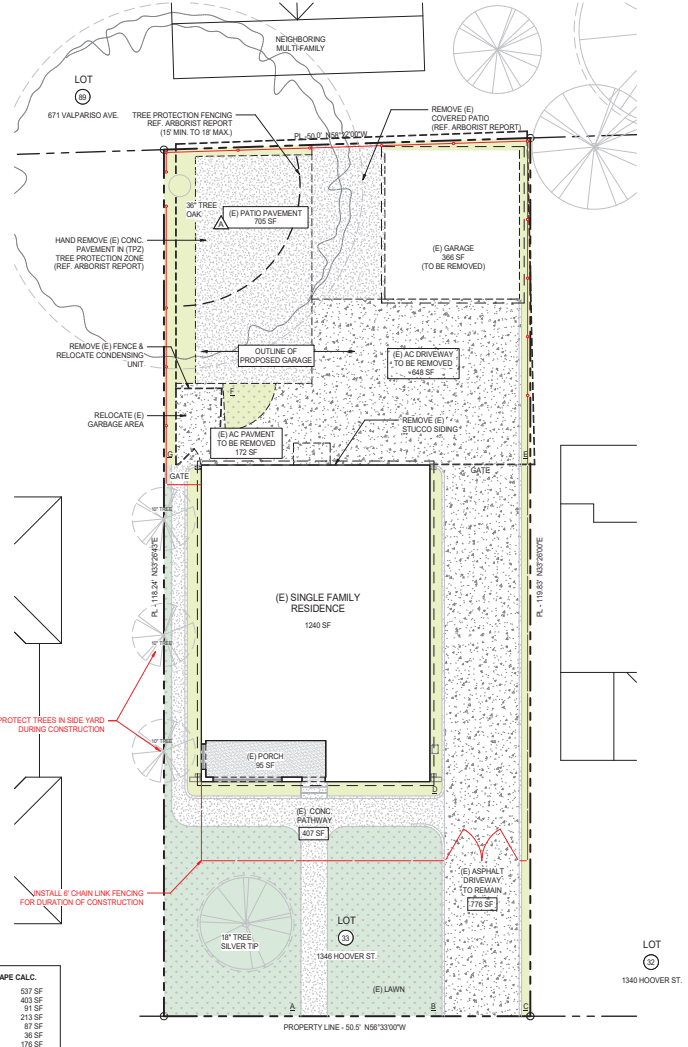 NEIGHBORING
MULTI-FAMILY
LOT
89
671 VALPARISO AVE.
TREE PROTECTION FENCING
REF. ARBORIST REPORT
(15' MIN. TO 18' MAX.)
REMOVE (E)
COVERED PATIO
(REF. ARBORIST REPORT)
PL -50.0' N56°22'00"W
36" TREE
OAK
A
(E) PATIO PAVEMENT
705 SF
HAND REMOVE (E) CONC.
PAVEMENT IN (TPZ)
TREE PROTECTION ZONE
(REF. ARBORIST REPORT)
(E) GARAGE
366 SF
(TO BE REMOVED)
REMOVE (E) FENCE &
RELOCATE CONDENSING
UNIT
OUTLINE OF
PROPOSED GARAGE
(E) AC DRIVEWAY
TO BE REMOVED
648 SF
F
RELOCATE (E)
GARBAGE AREA
(E) AC PAVMENT
TO BE REMOVED
172 SF
REMOVE (E)
STUCCO SIDING
G
E
GATE
GATE
10" TREE
PL - 118.24' N33°26'43"E
PL - 119.83' N33°26'00"E
(E) SINGLE FAMILY
RESIDENCE
1240 SF
10" TREE
PROTECT TREES IN SIDE YARD
DURING CONSTRUCTION
10" TREE
(E) PORCH
95 SF
D
(E) CONC.
PATHWAY
407 SF
INSTALL 6' CHAIN LINK FENCING
FOR DURATION OF CONSTRUCTION
(E) ASPHALT
DRIVEWAY
TO REMAIN
776 SF
18" TREE
SILVER TIP
LOT
33
1346 HOOVER ST.
LOT
32
1340 HOOVER ST.
(E) LAWN
A
B
C
PROPERTY LINE - 50.5' N56°33'00"W
APE CALC.
537 SF
403 SF
91 SF
213 SF
87 SF
36 SF
176 SF